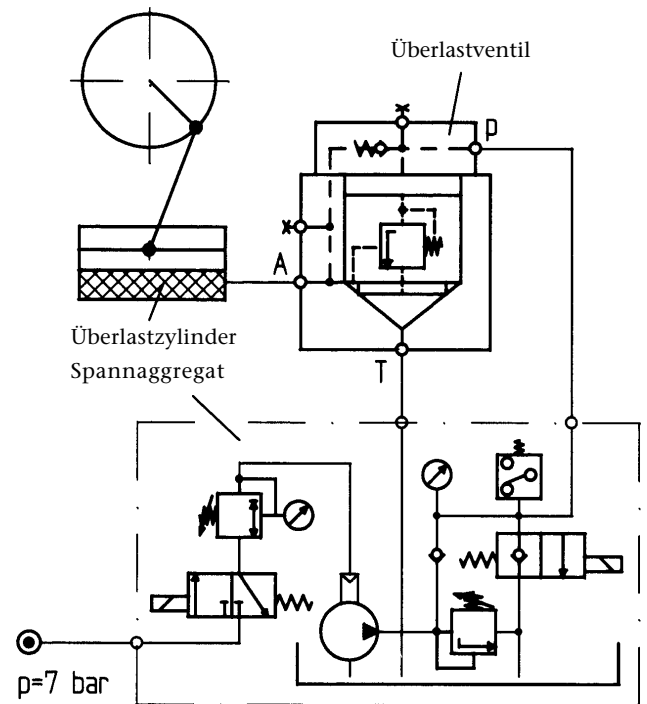 Überlastventil
p
A
Überlastzylinder
Spannaggregat
T
p=7 bar